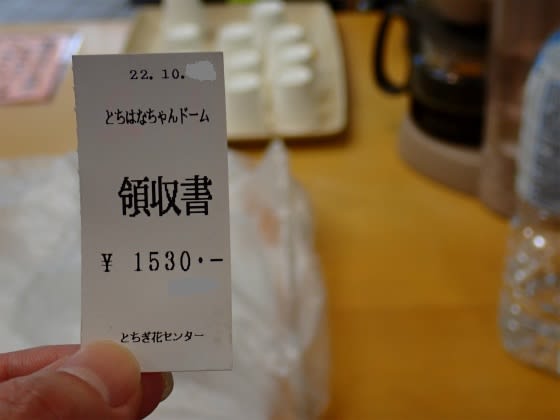 22.10.
とちはなちゃんドーム
領収書
¥ 1530・−
とちぎ花センター